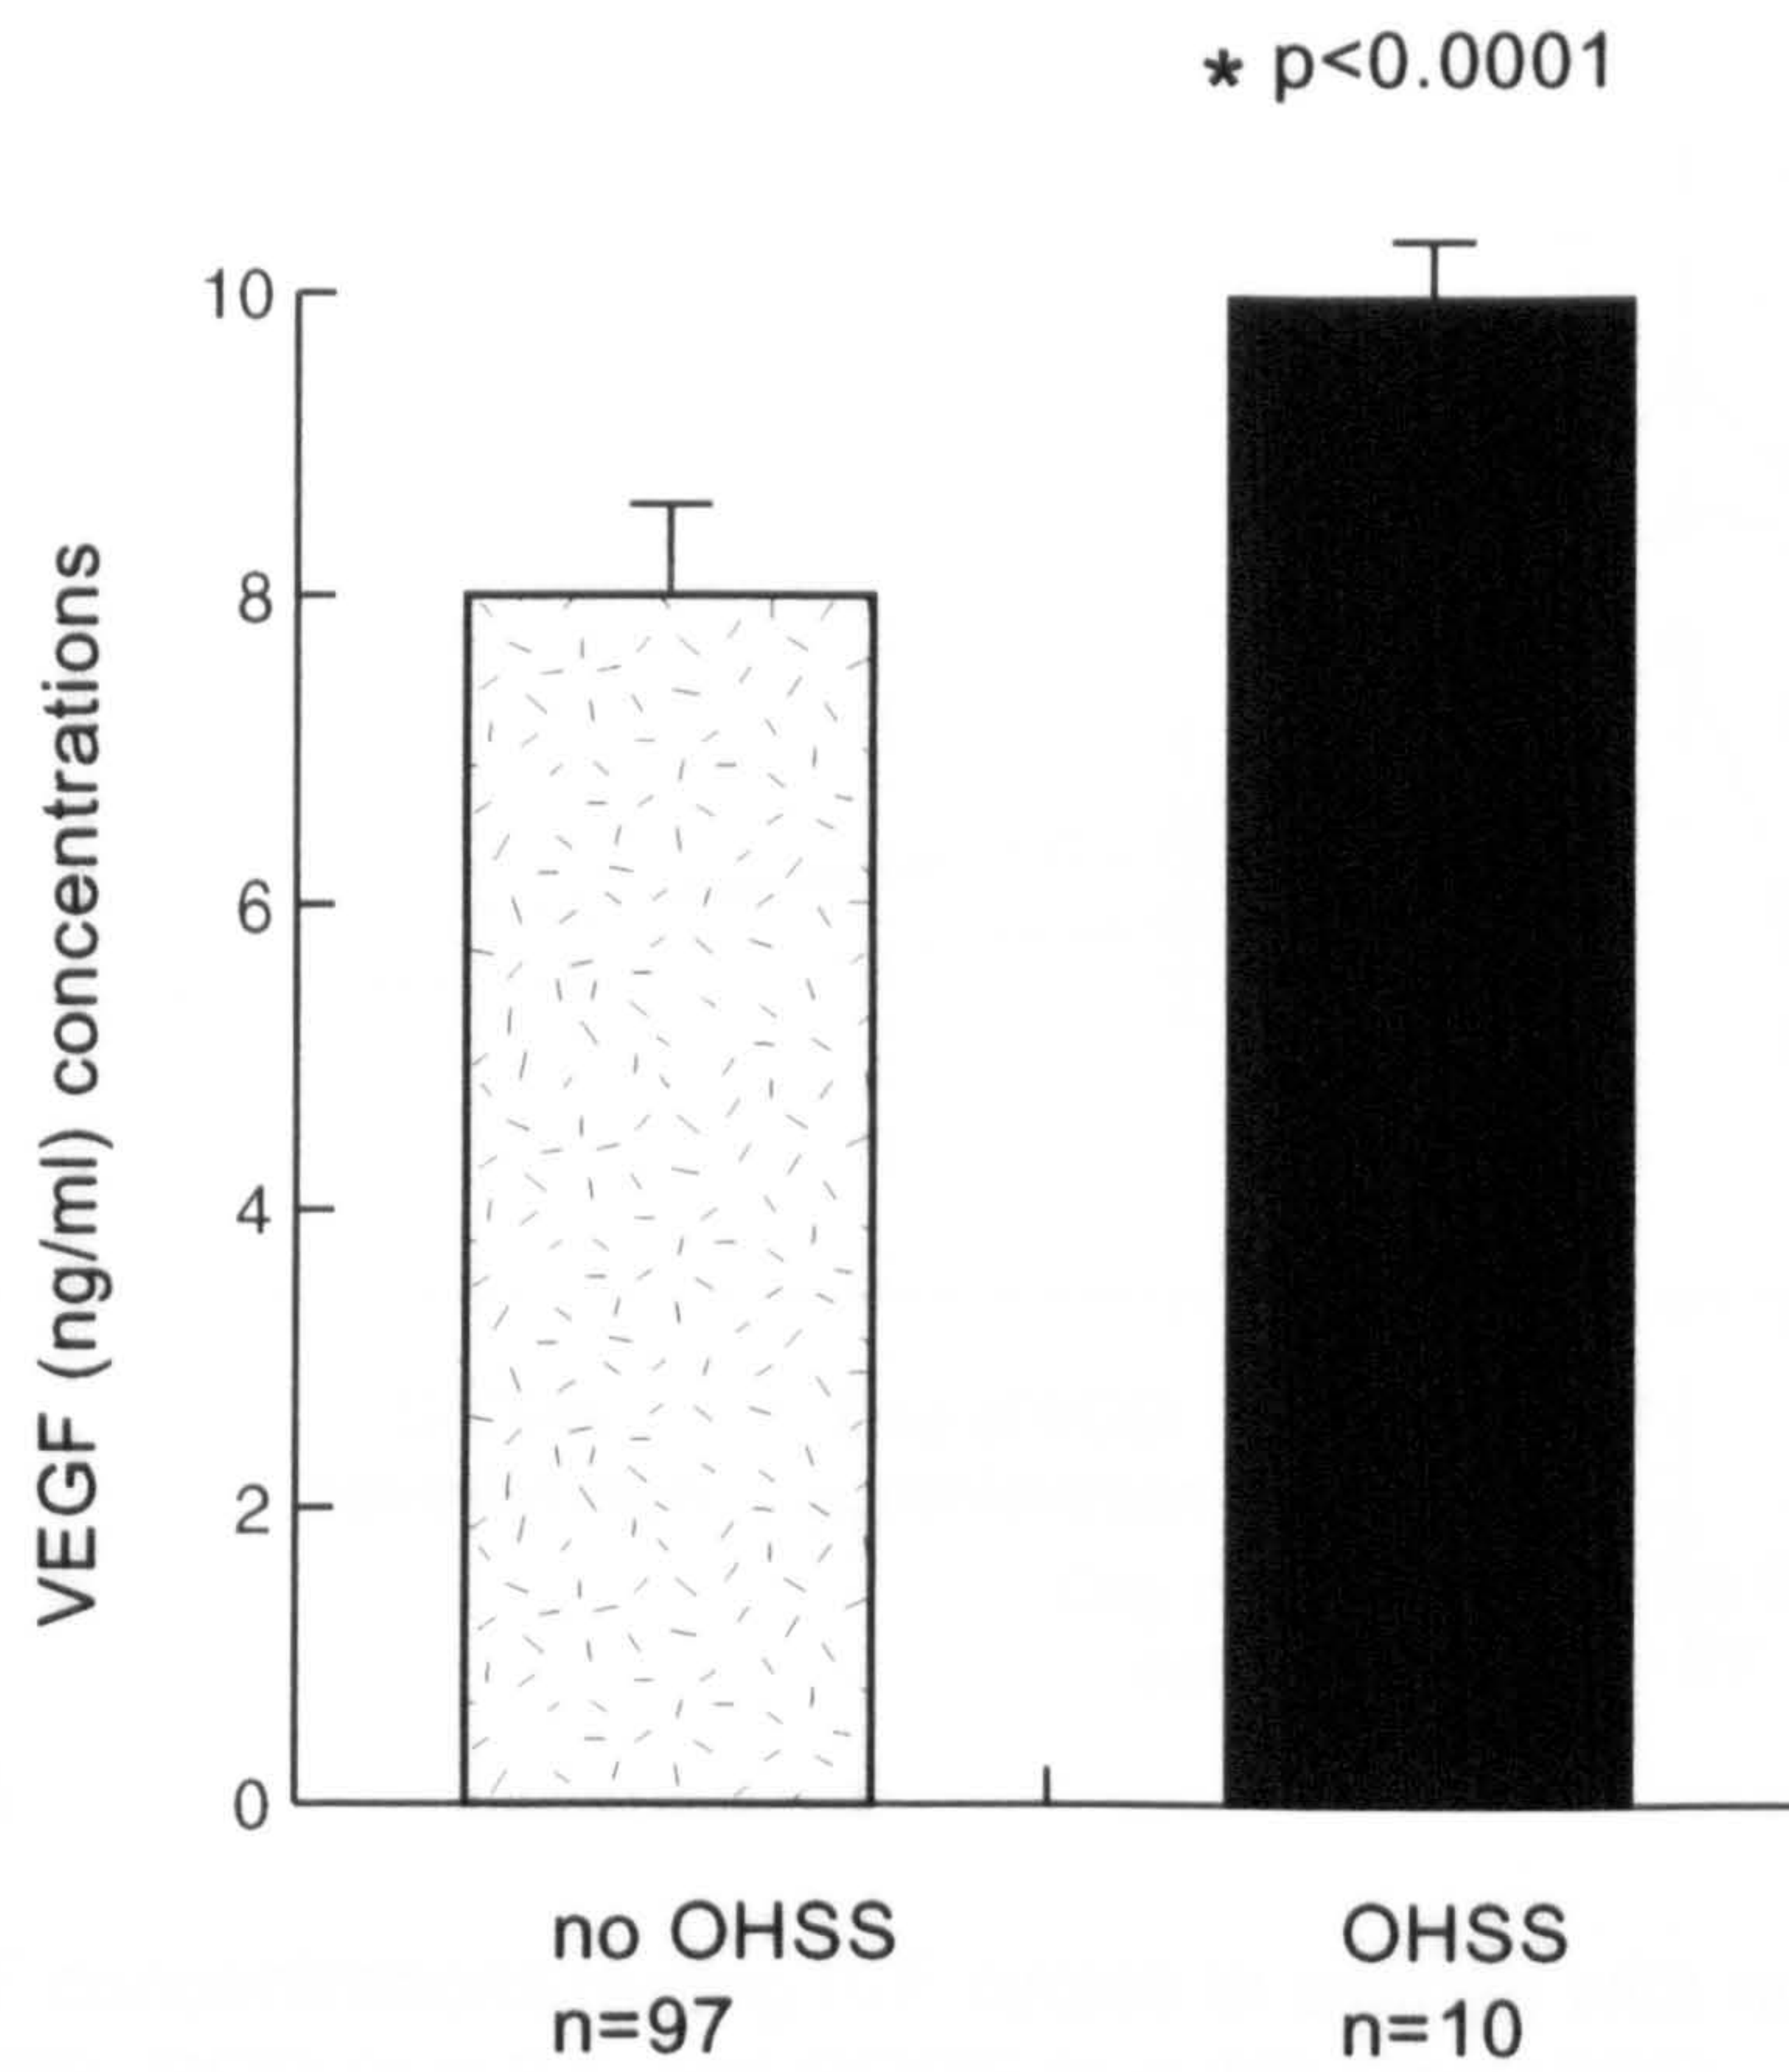 * p<0.0001
VEGF (ng/ml) concentrations
10
8
6
4
2
0
no OHSS
n=97
OHSS
n=10